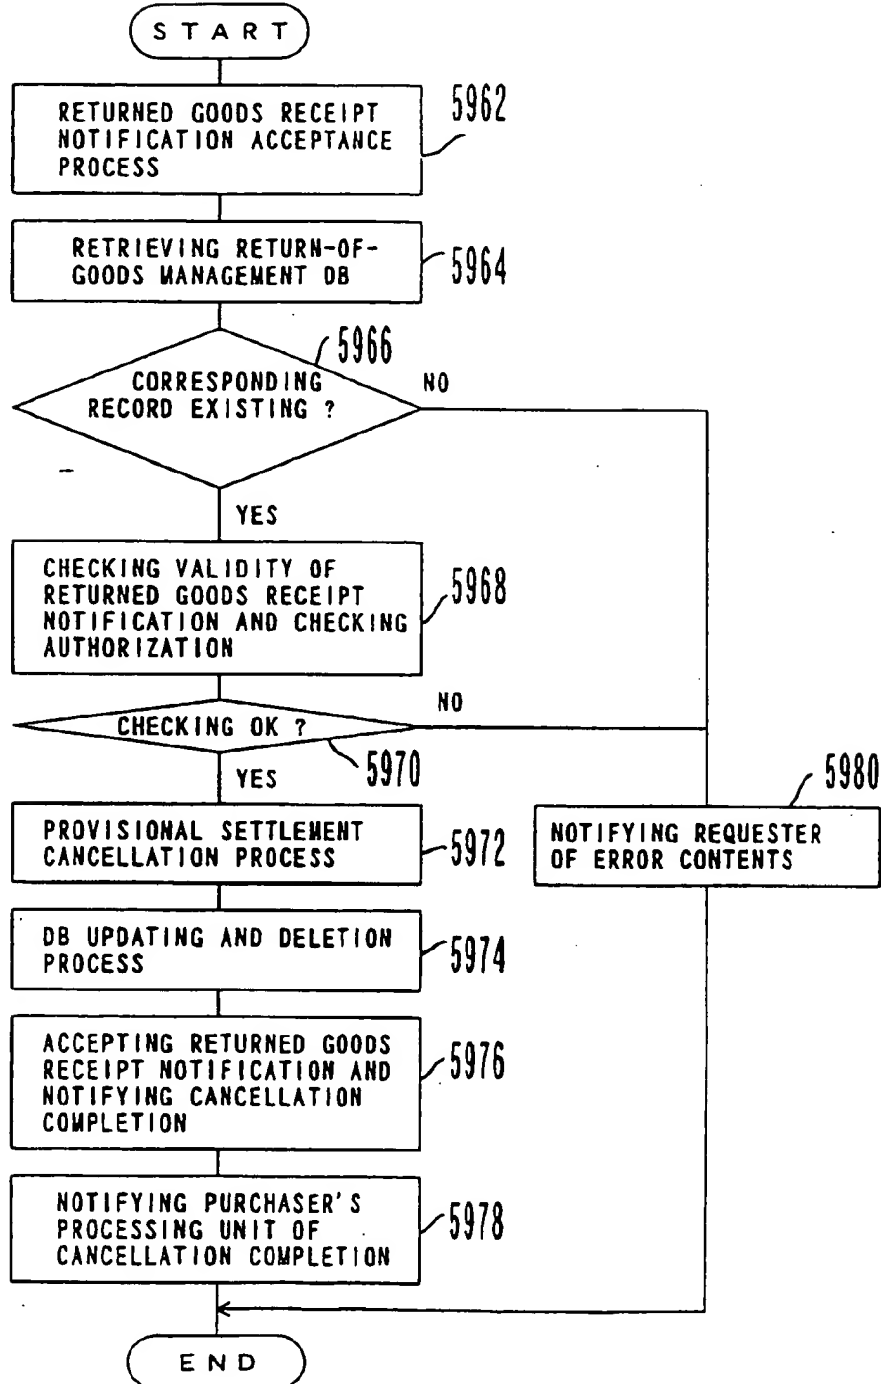 START
RETURNED GOODS RECEIPT
NOTIFICATION ACCEPTANCE
PROCESS
5962
RETRIEVING RETURN-OF-
GOODS MANAGEMENT DB
5964
5966
CORRESPONDING
RECORD EXISTING ?
NO
YES
CHECKING VALIDITY OF
RETURNED GOODS RECEIPT
NOTIFICATION AND CHECKING
AUTHORIZATION
5968
CHECKING OK ?
NO
5970
YES
PROVISIONAL SETTLEMENT
CANCELLATION PROCESS
5972
5980
NOTIFYING REQUESTER
OF ERROR CONTENTS
DB UPDATING AND DELETION
PROCESS
5974
ACCEPTING RETURNED GOODS
RECEIPT NOTIFICATION AND
NOTIFYING CANCELLATION
COMPLETION
5976
NOTIFYING PURCHASER'S
PROCESSING UNIT OF
CANCELLATION COMPLETION
5978
END